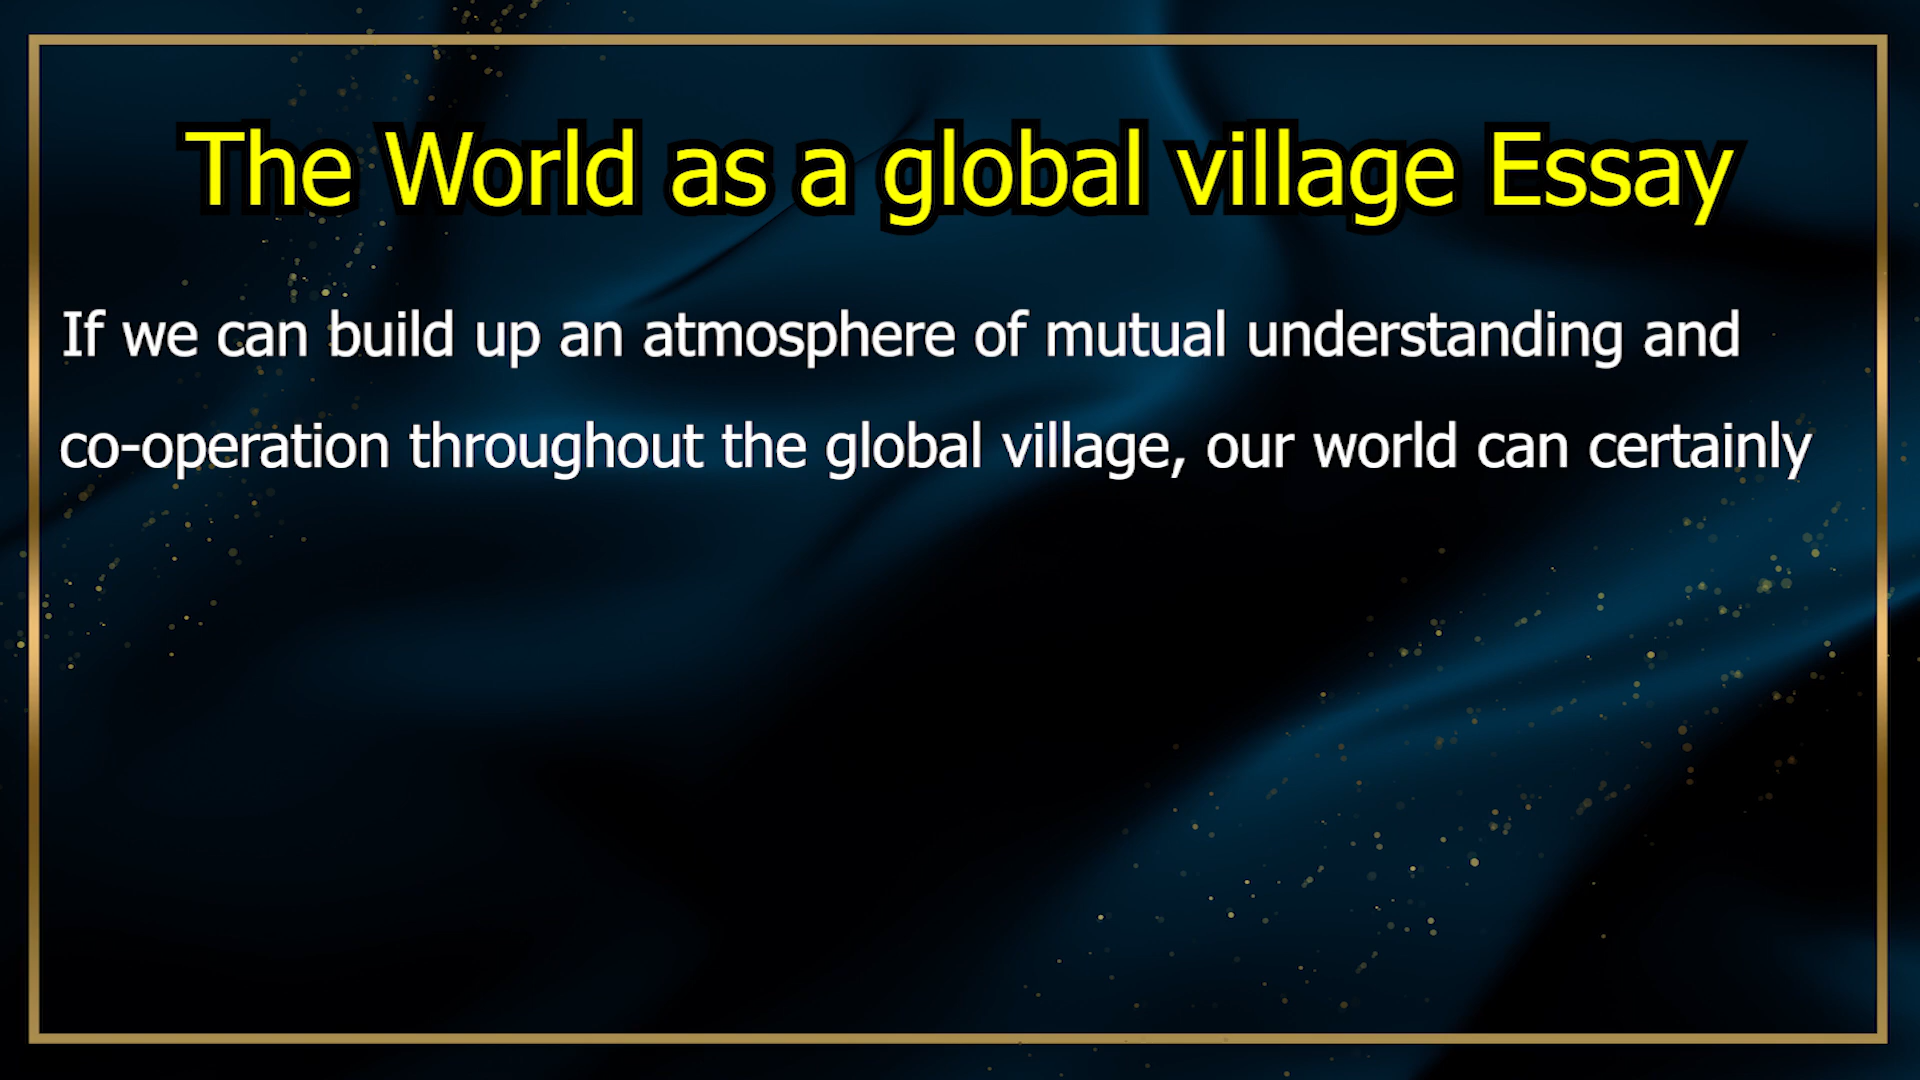 The World as a global village Essay
If we can build up an atmosphere of mutual understanding and
co-operation throughout the global village, our world can certainly